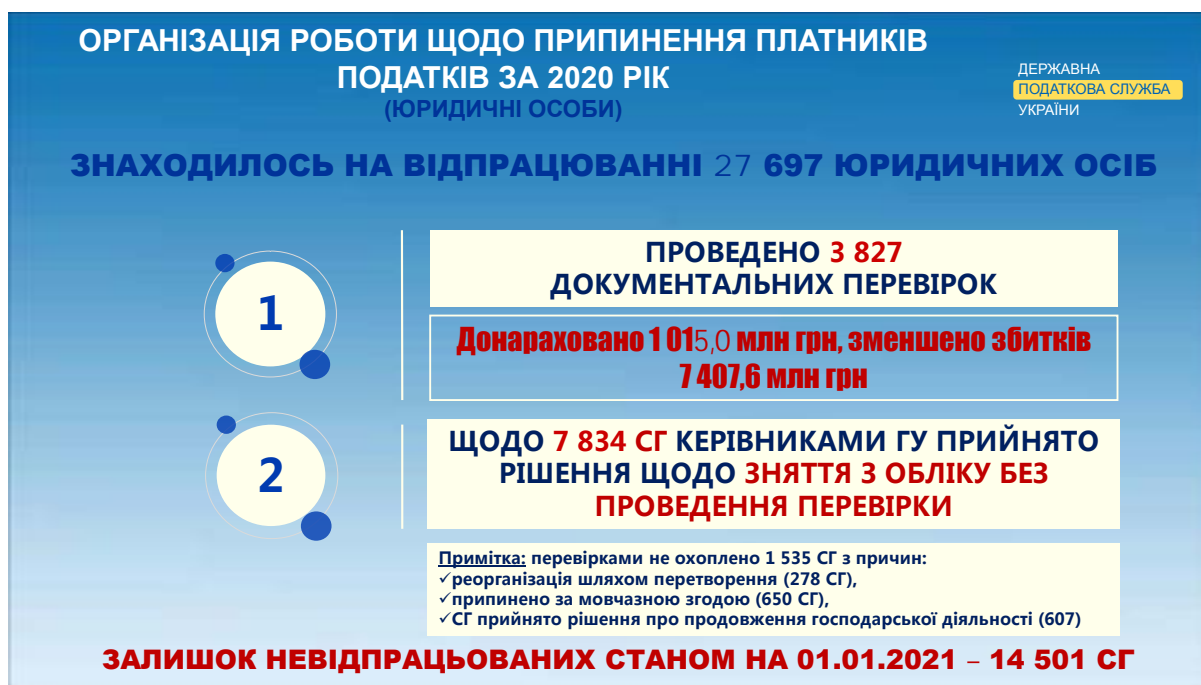 ОРГАНІЗАЦІЯ РОБОТИ ЩОДО ПРИПИНЕННЯ ПЛАТНИКІВ
ПОДАТКІВ ЗА 2020 РІК
(ЮРИДИЧНІ ОСОБИ)
ДЕРЖАВНА
ПОДАТКОВА СЛУЖБА
УКРАЇНИ
ЗНАХОДИЛОСЬ НА ВІДПРАЦЮВАННІ 27 697 ЮРИДИЧНИХ ОСІБ
1
ПРОВЕДЕНО 3 827
ДОКУМЕНТАЛЬНИХ ПЕРЕВІРОК
Донараховано 1 015,0 млн грн, зменшено збитків
7 407,6 млн грн
2
ЩОДО 7 834 СГ КЕРІВНИКАМИ ГУ ПРИЙНЯТО
РІШЕННЯ ЩОДО ЗНЯТТЯ З ОБЛІКУ БЕЗ
ПРОВЕДЕННЯ ПЕРЕВІРКИ
Примітка: перевірками не охоплено 1 535 СГ з причин:
✓реорганізація шляхом перетворення (278 СГ),
✓припинено за мовчазною згодою (650 СГ),
✓СГ прийнято рішення про продовження господарської діяльності (607)
ЗАЛИШОК НЕВІДПРАЦЬОВАНИХ СТАНОМ НА 01.01.2021 – 14 501 СГ